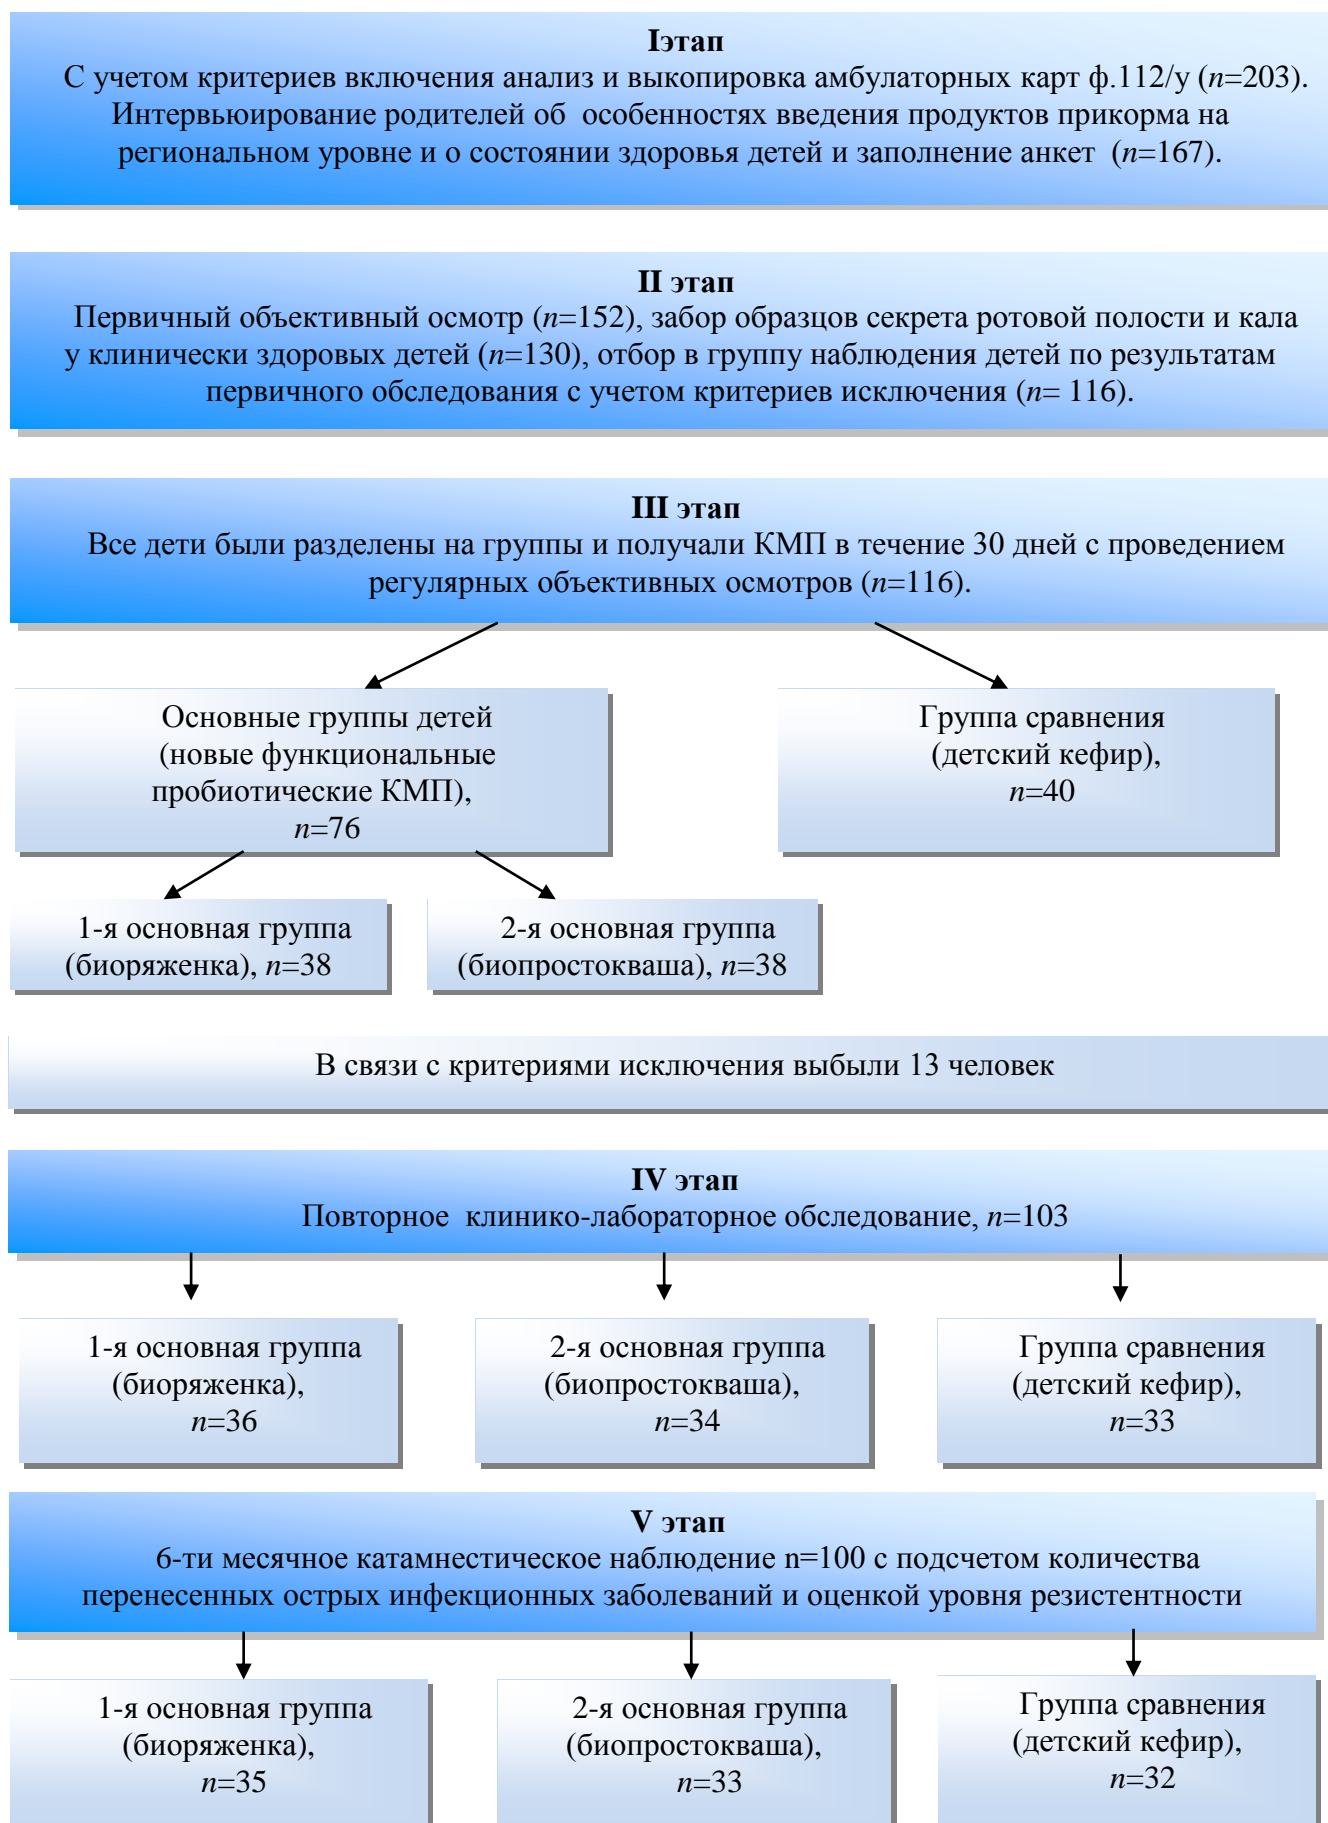 Iэтап
С учетом критериев включения анализ и выкопировка амбулаторных карт ф.112/у (n=203).
Интервьюирование родителей об особенностях введения продуктов прикорма на
региональном уровне и о состоянии здоровья детей и заполнение анкет (n=167).
II этап
Первичный объективный осмотр (n=152), забор образцов секрета ротовой полости и кала
у клинически здоровых детей (n=130), отбор в группу наблюдения детей по результатам
первичного обследования с учетом критериев исключения (n= 116).
III этап
Все дети были разделены на группы и получали КМП в течение 30 дней с проведением
регулярных объективных осмотров (n=116).
Основные группы детей
(новые функциональные
пробиотические КМП),
n=76
Группа сравнения
(детский кефир),
n=40
1-я основная группа
(биоряженка), n=38
2-я основная группа
(биопростокваша), n=38
В связи с критериями исключения выбыли 13 человек
IV этап
Повторное клинико-лабораторное обследование, n=103
1-я основная группа
(биоряженка),
n=36
2-я основная группа
(биопростокваша),
n=34
Группа сравнения
(детский кефир),
n=33
V этап
6-ти месячное катамнестическое наблюдение n=100 с подсчетом количества
перенесенных острых инфекционных заболеваний и оценкой уровня резистентности
1-я основная группа
(биоряженка),
n=35
2-я основная группа
(биопростокваша),
n=33
Группа сравнения
(детский кефир),
n=32